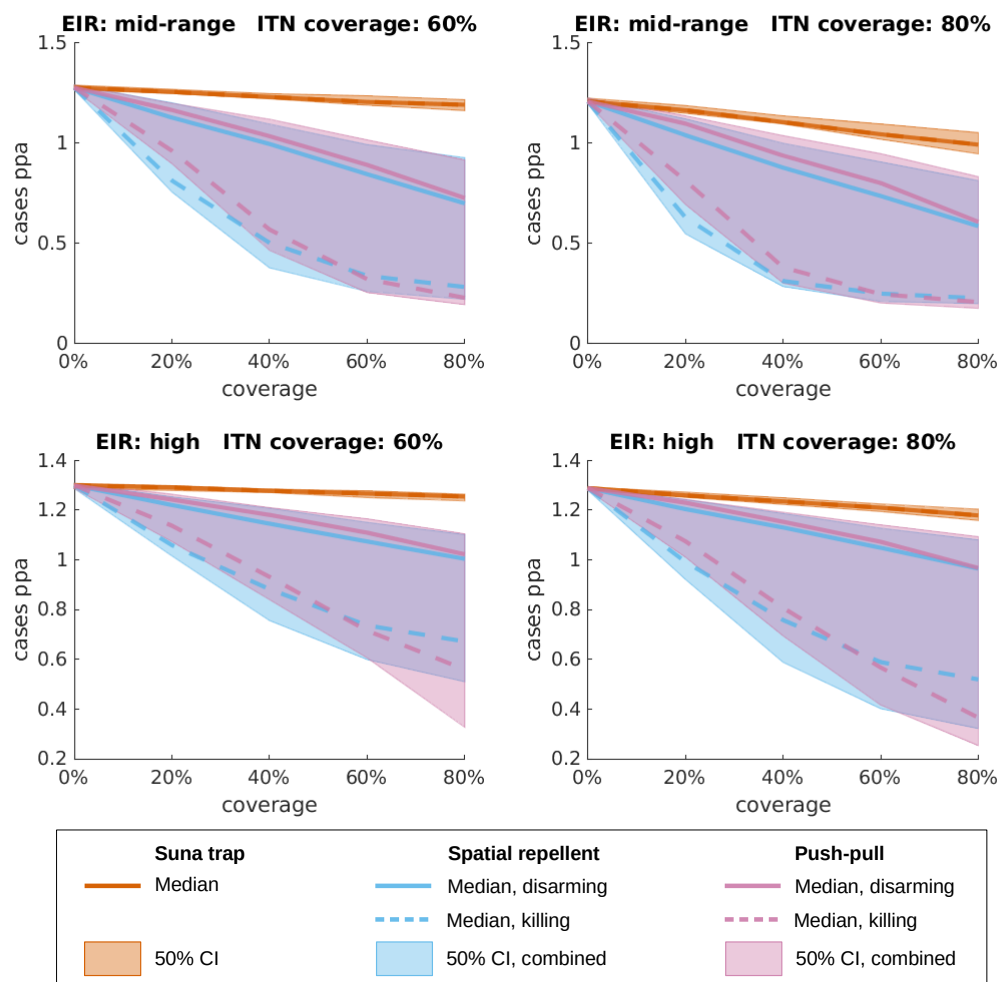 EIR: mid-range ITN coverage: 60%
1.5
1
0.5
0
cases ppa
0% 20% 40% 60% 80%
coverage
EIR: mid-range ITN coverage: 80%
1.5
1
0.5
0
cases ppa
0% 20% 40% 60% 80%
coverage
EIR: high ITN coverage: 60%
1.4
1.2
1
0.8
0.6
0.4
0.2
cases ppa
0% 20% 40% 60% 80%
coverage
EIR: high ITN coverage: 80%
1.4
1.2
1
0.8
0.6
0.4
0.2
cases ppa
0% 20% 40% 60% 80%
coverage
Suna trap Spatial repellent Push-pull
Median Median, disarming Median, disarming
Median, killing Median, killing
50% CI 50% CI, combined 50% CI, combined